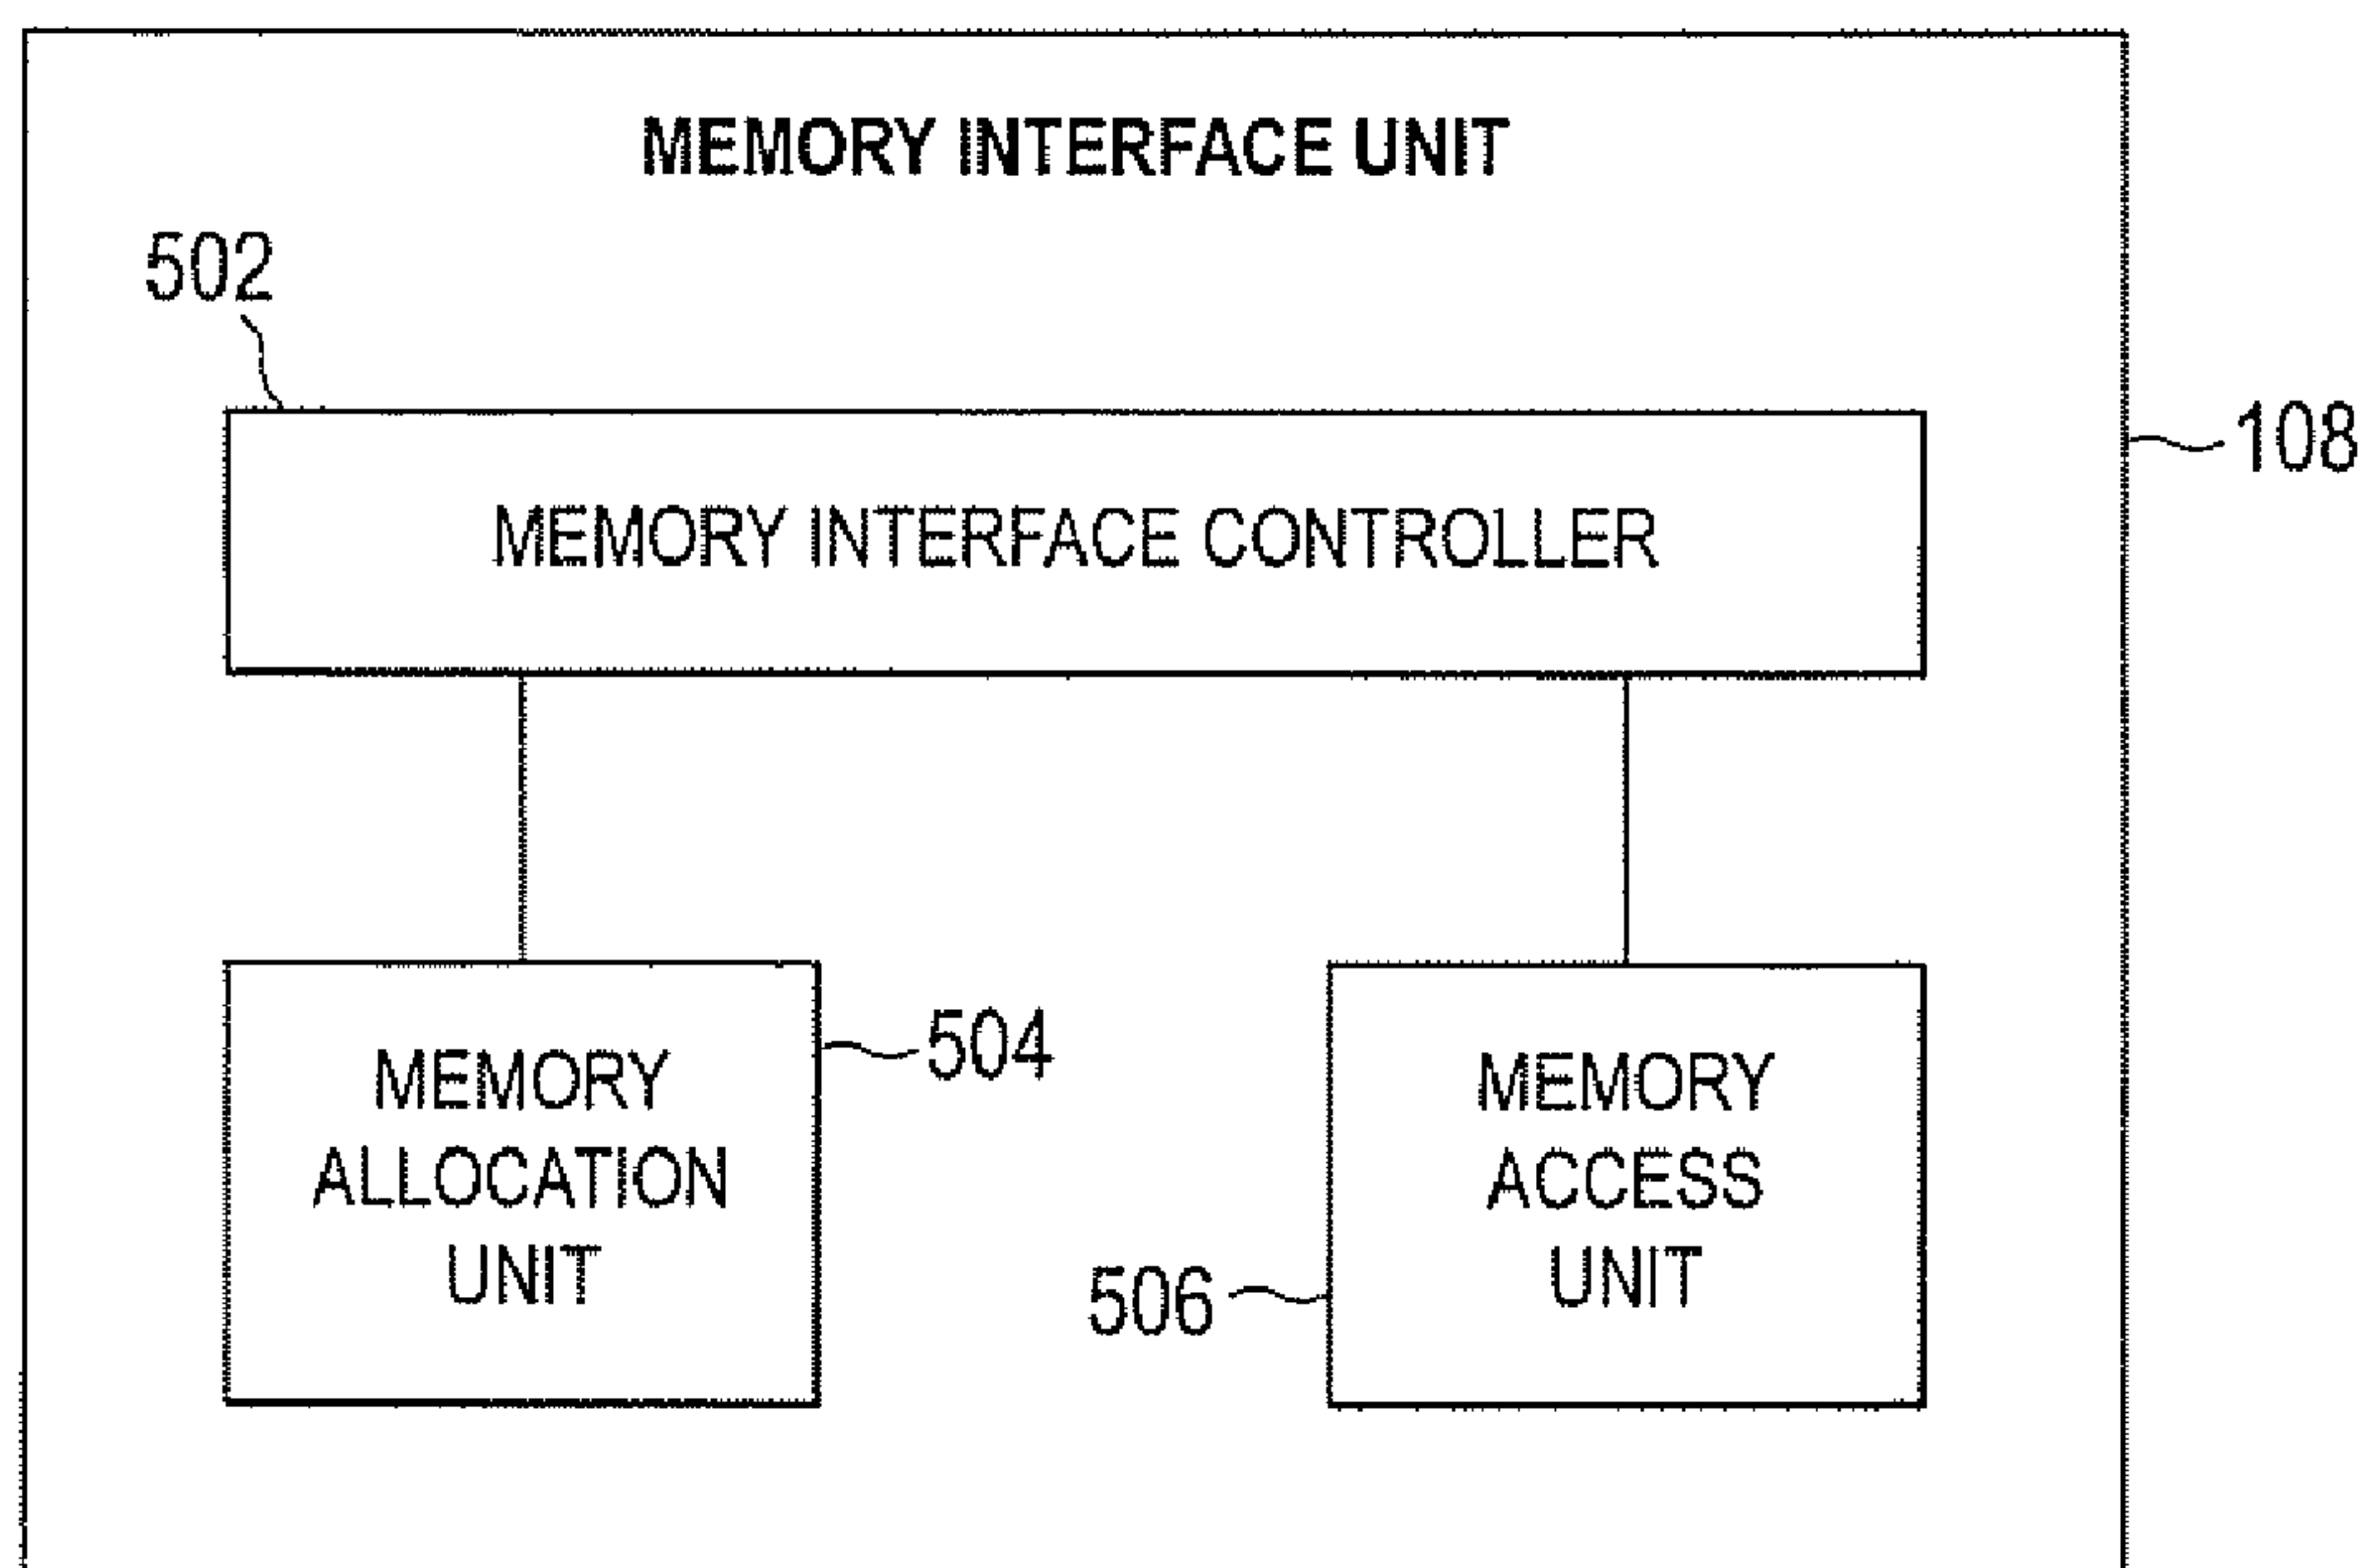 MEMORY INTERFACE UNIT
502
108
MEMORY INTERFACE CONTROLLER
MEMORY
ALLOCATION
UNIT
504
MEMORY
ACCESS
UNIT
506